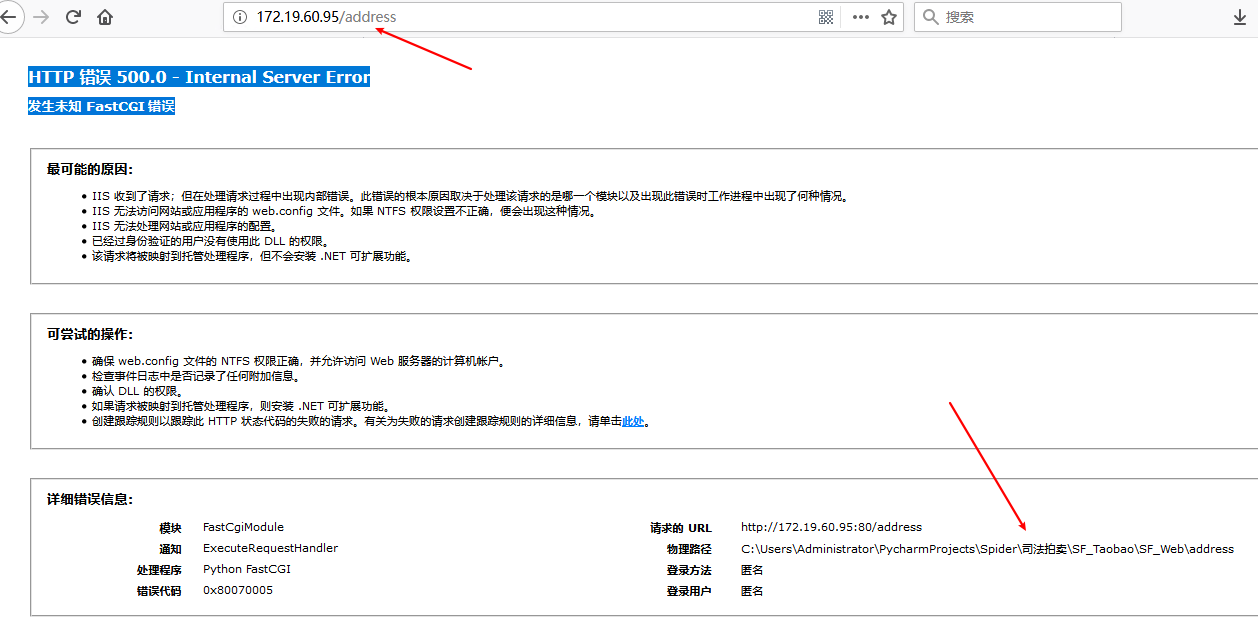 172.19.60.95/address
搜索
HTTP 错误 500.0 - Internal Server Error
发生未知 FastCGI 错误
最可能的原因:
IIS 收到了请求；但在处理请求过程中出现内部错误。此错误的根本原因取决于处理该请求的是哪一个模块以及出现此错误时工作进程中出现了何种情况。
IIS 无法访问网站或应用程序的 web.config 文件。如果 NTFS 权限设置不正确，便会出现这种情况。
IIS 无法处理网站或应用程序的配置。
已经过身份验证的用户没有使用此 DLL 的权限。
该请求将被映射到托管处理程序，但不会安装 .NET 可扩展功能。
可尝试的操作:
确保 web.config 文件的 NTFS 权限正确，并允许访问 Web 服务器的计算机帐户。
检查事件日志中是否记录了任何附加信息。
确认 DLL 的权限。
如果请求被映射到托管处理程序，则安装 .NET 可扩展功能。
创建跟踪规则以跟踪此 HTTP 状态代码的失败的请求。有关为失败的请求创建跟踪规则的详细信息，请单击此处。
详细错误信息:
模块 FastCgiModule 请求的 URL http://172.19.60.95:80/address
通知 ExecuteRequestHandler 物理路径 C:\Users\Administrator\PycharmProjects\Spider\司法拍卖\SF_Taobao\SF_Web\address
处理程序 Python FastCGI 登录方法 匿名
错误代码 0x80070005 登录用户 匿名